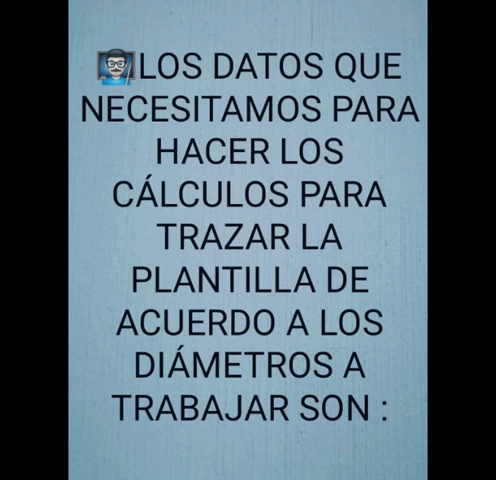 LOS DATOS QUE
NECESITAMOS PARA
HACER LOS
CÁLCULOS PARA
TRAZAR LA
PLANTILLA DE
ACUERDO A LOS
DIÁMETROS A
TRABAJAR SON :